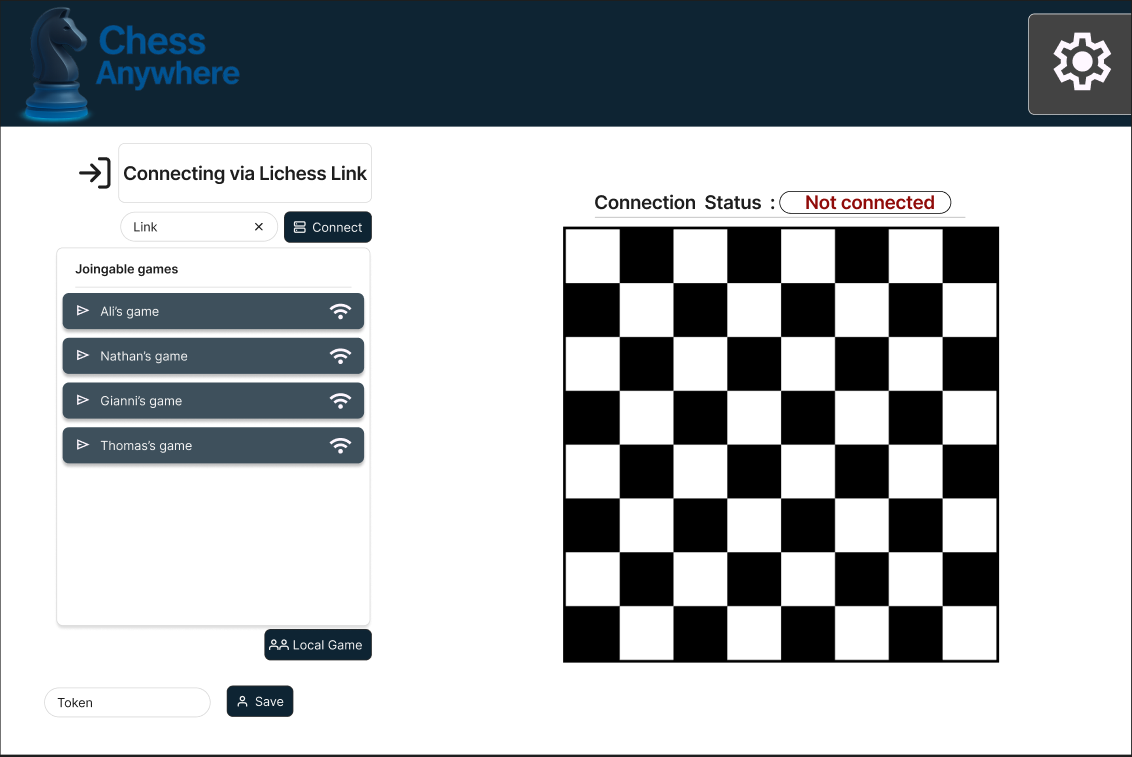 Chess
Anywhere
Connecting via Lichess Link
Link
Connect
Joingable games
Ali's game
Nathan's game
Gianni's game
Thomas's game
Local Game
Token
Save
Connection Status : Not connected